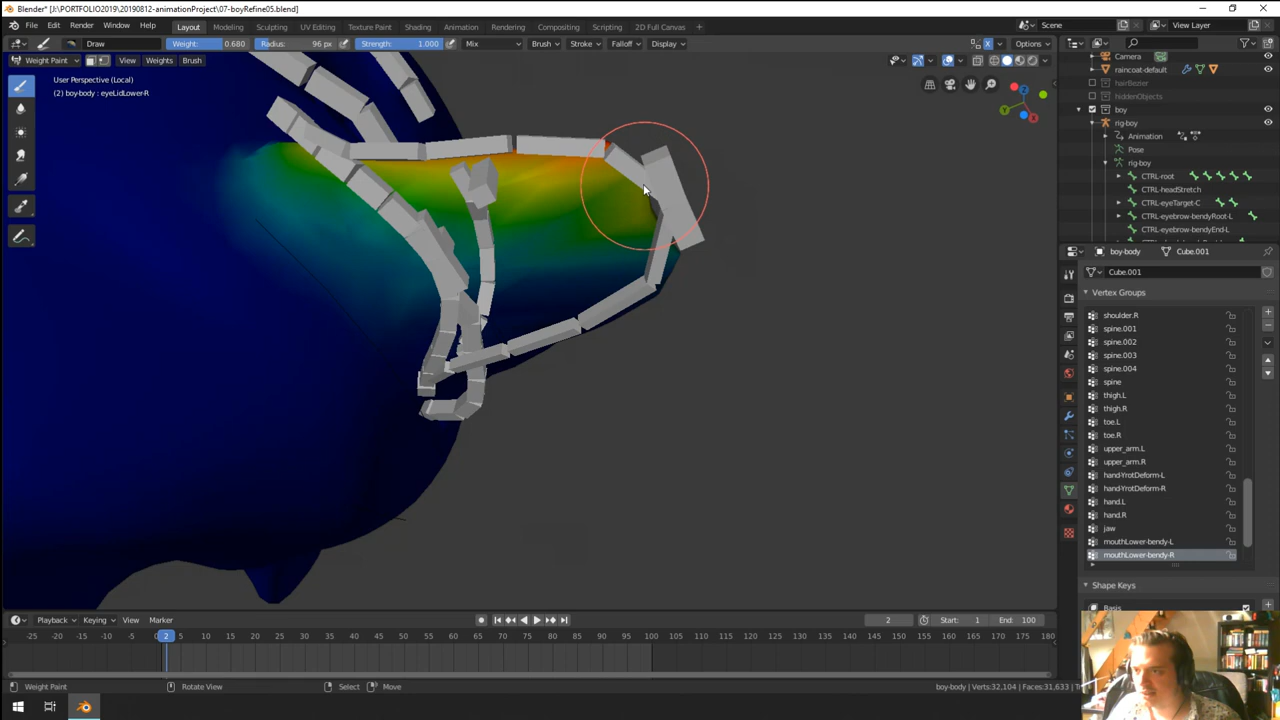 Blender* [J:\PORTFOLIO2019\20190812-animationProject\07-boyRefine05.blend]
File Edit Render Window Help Layout Modeling Sculpting UV Editing Texture Paint Shading Animation Rendering Compositing Scripting 2D Full Canvas + Scene View Layer
Draw Weight: 0.680 Radius: 96 px Strength: 1.000 Mix Brush Stroke Falloff Display X Options
Weight Paint View Weights Brush
User Perspective (Local)
(2) boy-body : eyeLidLower-R
Camera
raincoat-default
hairBezier
hiddenObjects
boy
rig-boy
Animation
Pose
rig-boy
CTRL-root
CTRL-headStretch
CTRL-eyeTarget-C
CTRL-eyebrow-bendyRoot-L
CTRL-eyebrow-bendyEnd-L
boy-body Cube.001
Cube.001
Vertex Groups
shoulder.R
spine.001
spine.002
spine.003
spine.004
spine
thigh.L
thigh.R
toe.L
toe.R
upper_arm.L
upper_arm.R
hand-YrotDeform-L
hand-YrotDeform-R
hand.L
hand.R
jaw
mouthLower-bendy-L
mouthLower-bendy-R
Shape Keys
Basis
Playback Keying View Marker 2 Start: 1 End: 100
-25 -20 -15 -10 -5 2 5 10 15 20 25 30 35 40 45 50 55 60 65 70 75 80 85 90 95 100 105 110 115 120 125 130 135 140 145 150 155 160 165 170 175 180
Weight Paint Rotate View Select Move boy-body | Verts:32,104 | Faces:31,633 |